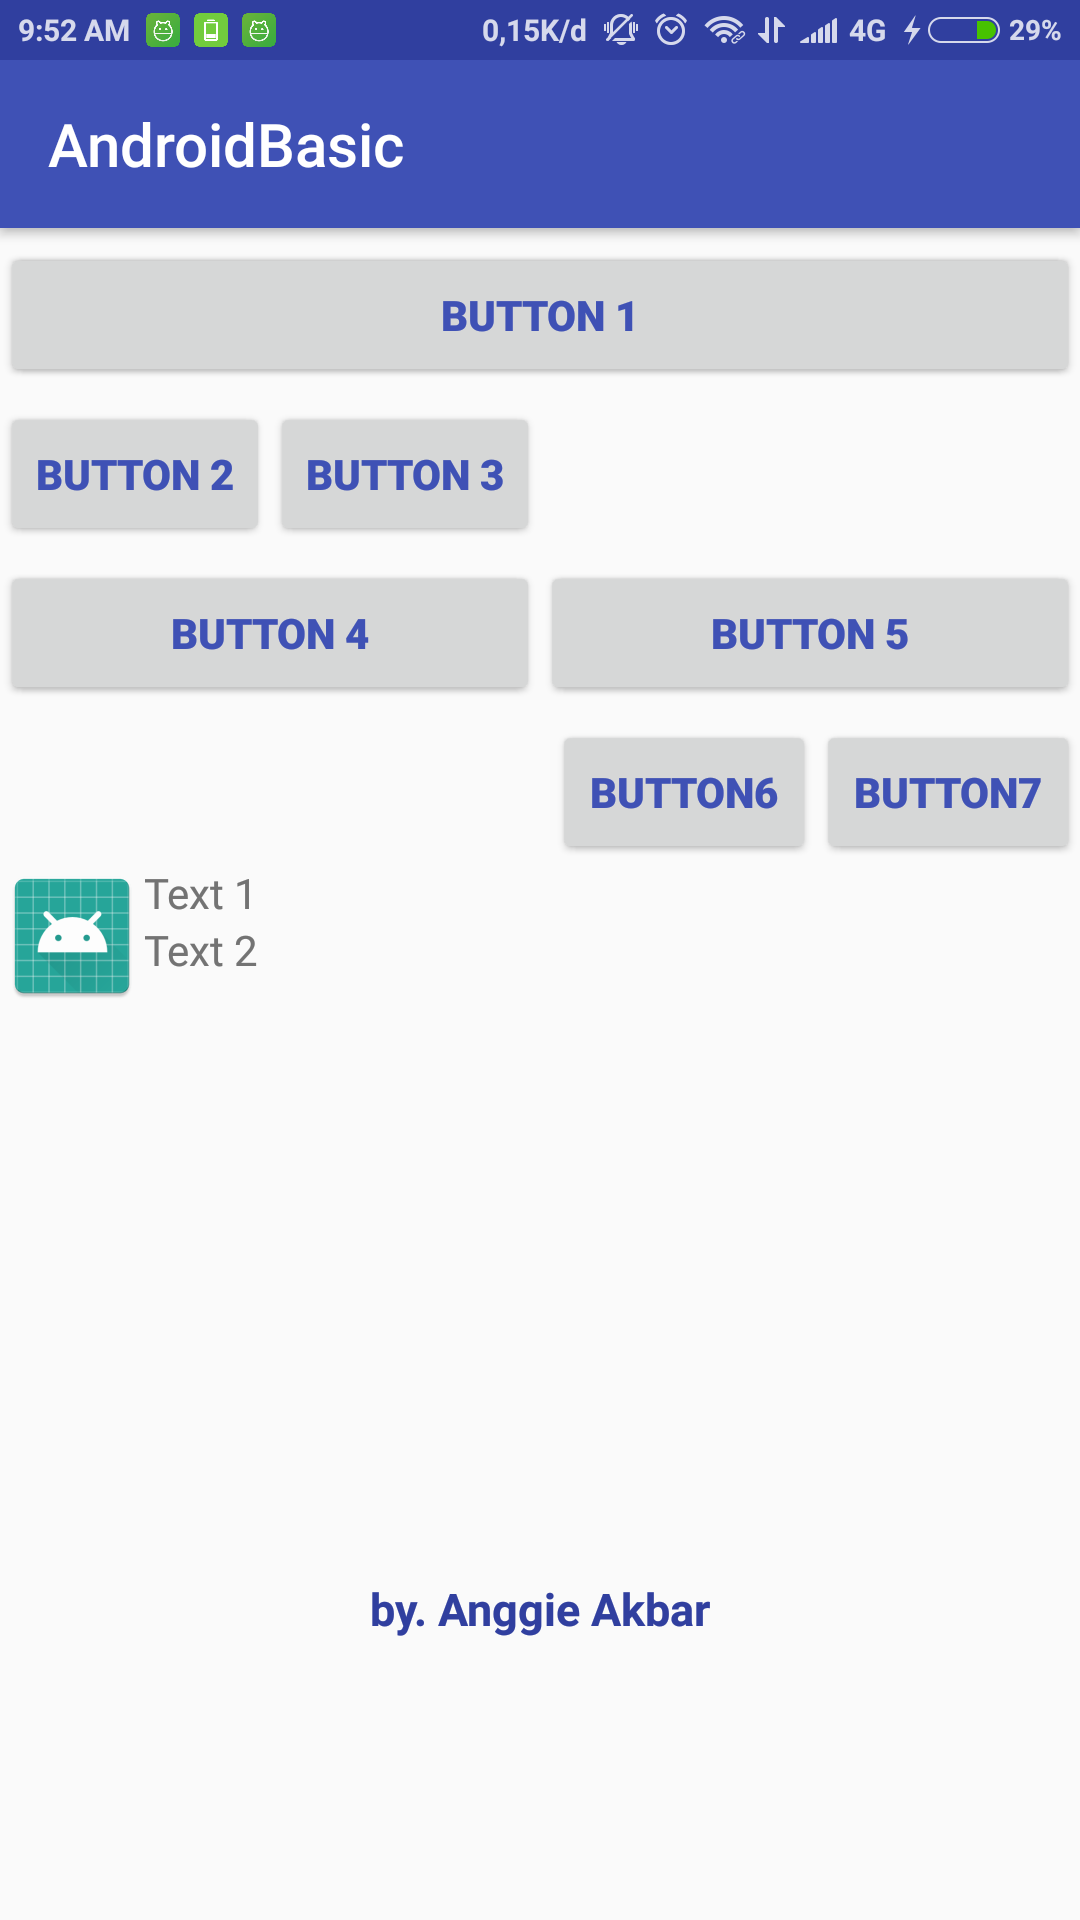 9:52 AM 0,15K/d 4G 29%
AndroidBasic
BUTTON 1
BUTTON 2 BUTTON 3
BUTTON 4 BUTTON 5
BUTTON6 BUTTON7
Text 1
Text 2
by. Anggie Akbar